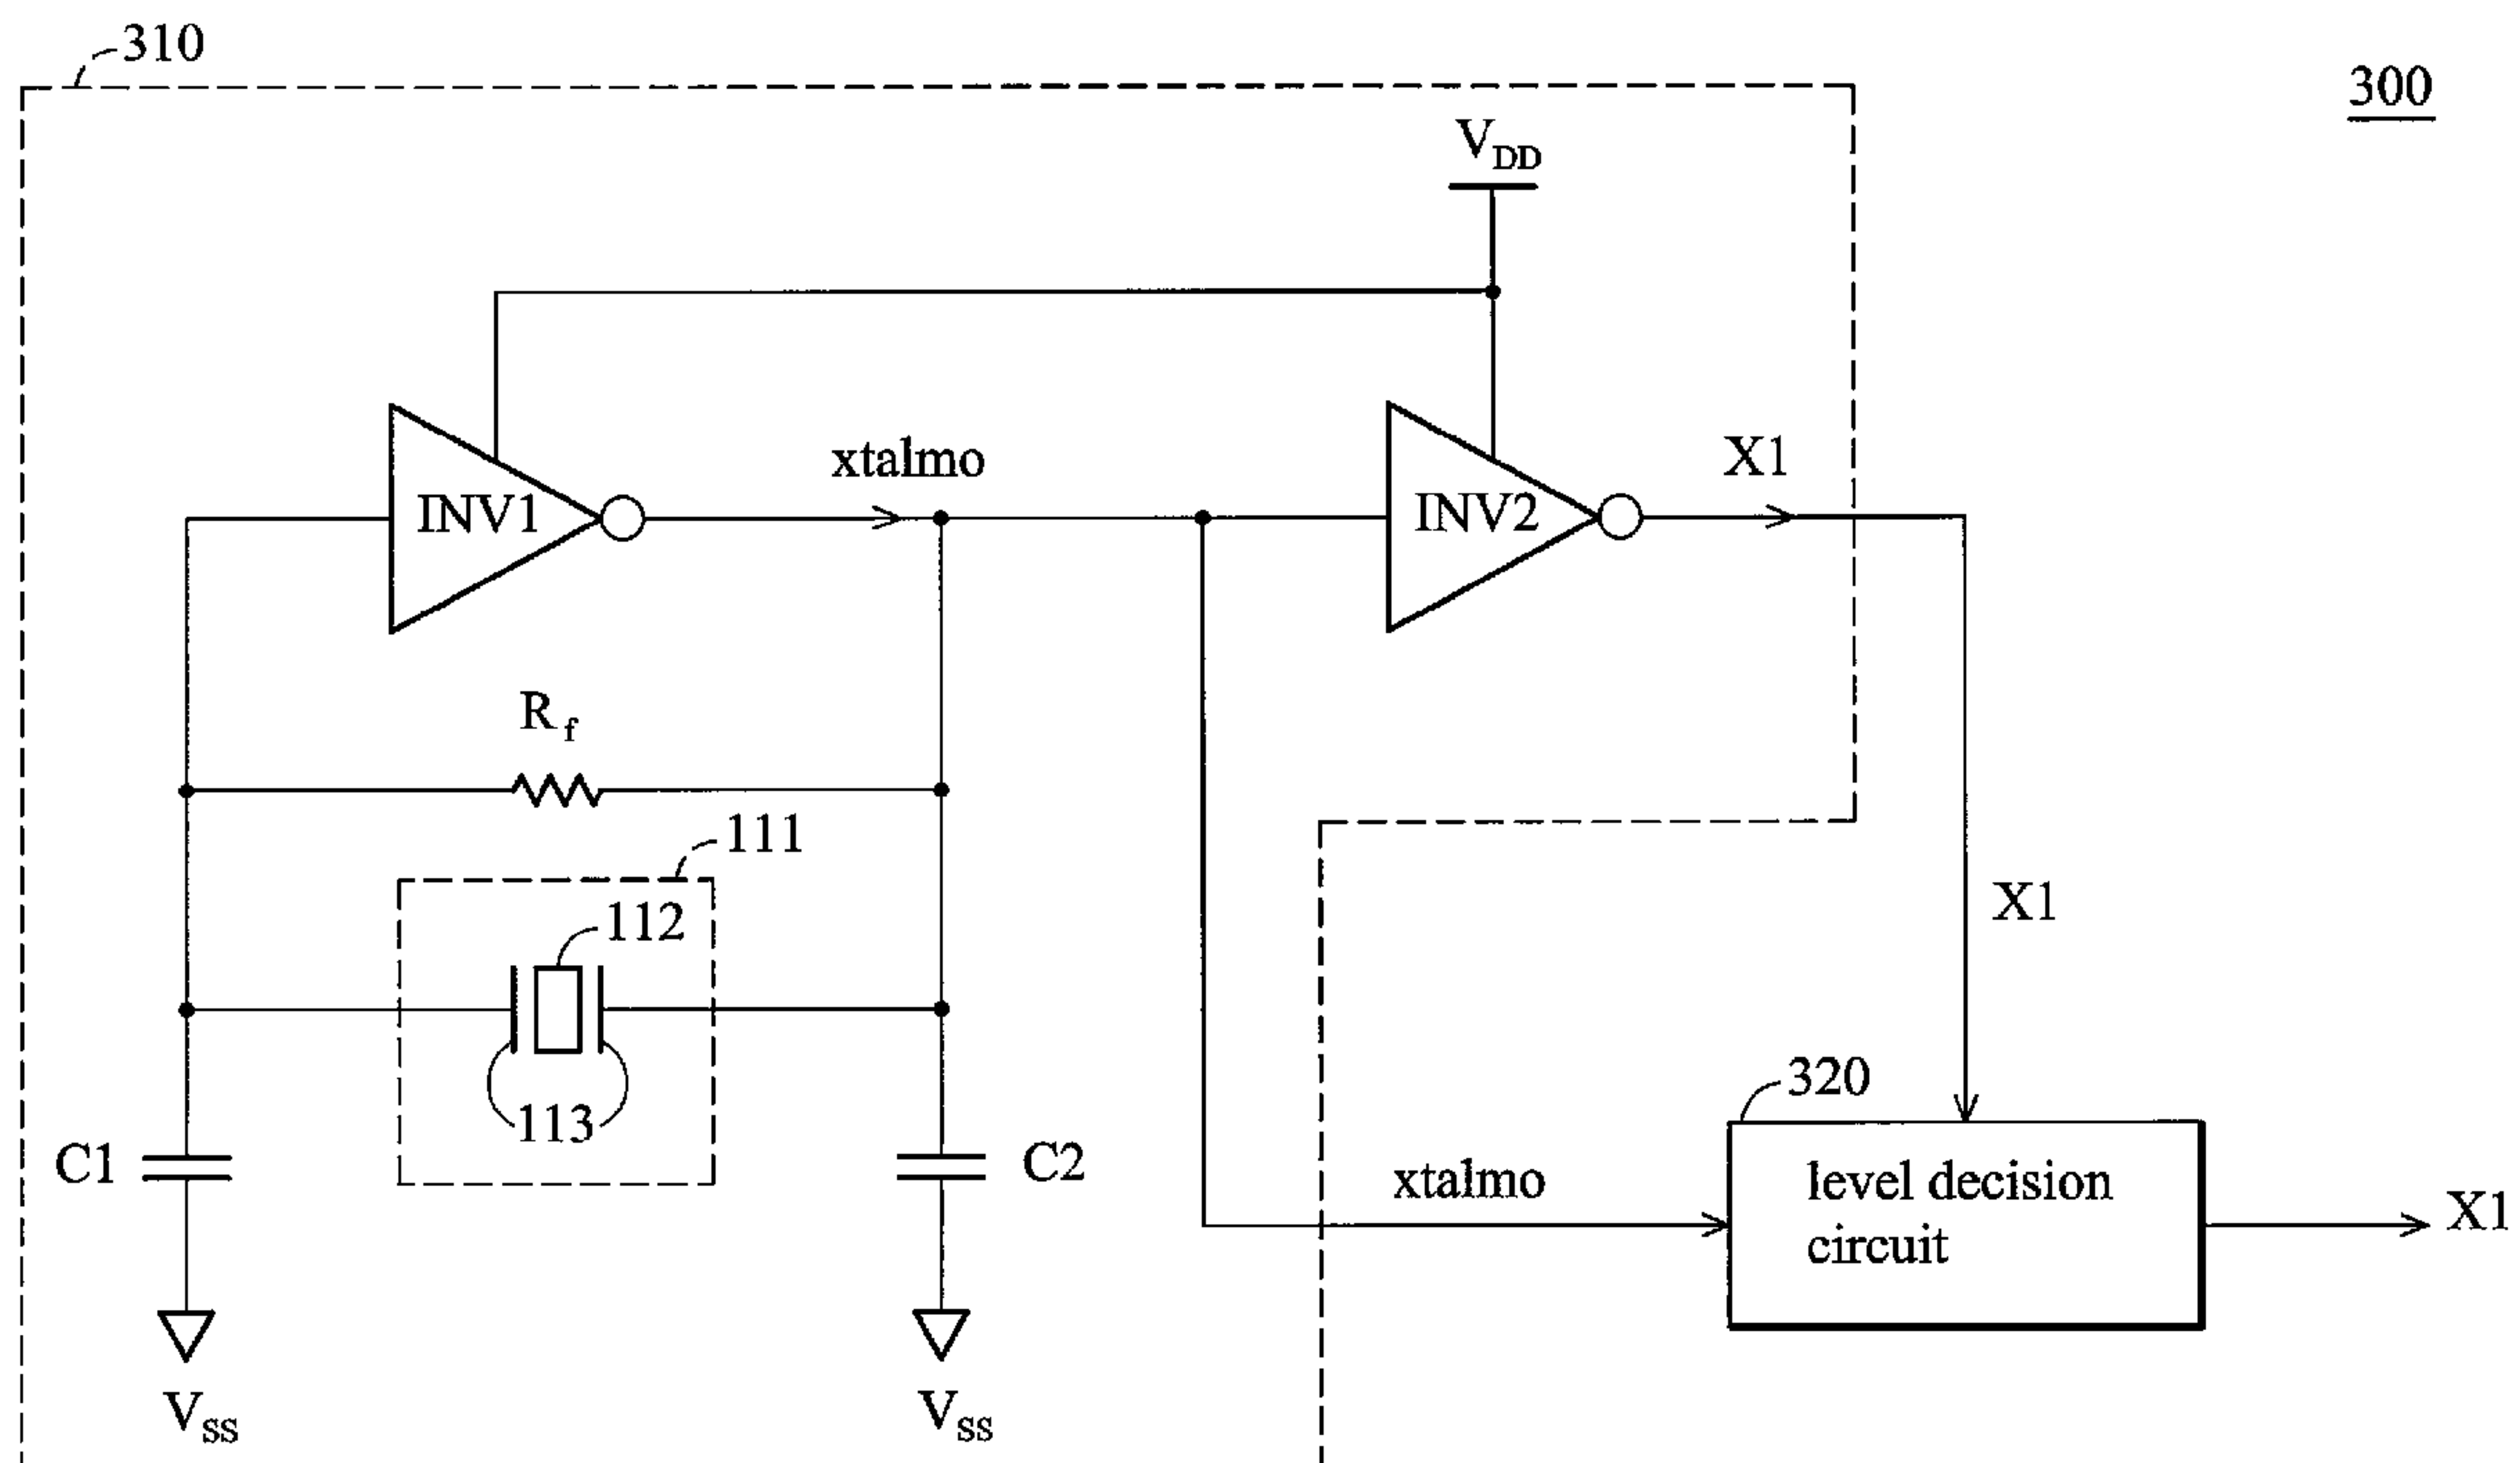 310
300
VDD
INV1
xtalmo
INV2
X1
Rf
111
112
X1
113
320
C1
C2
xtalmo
level decision
circuit
X1
VSS
VSS